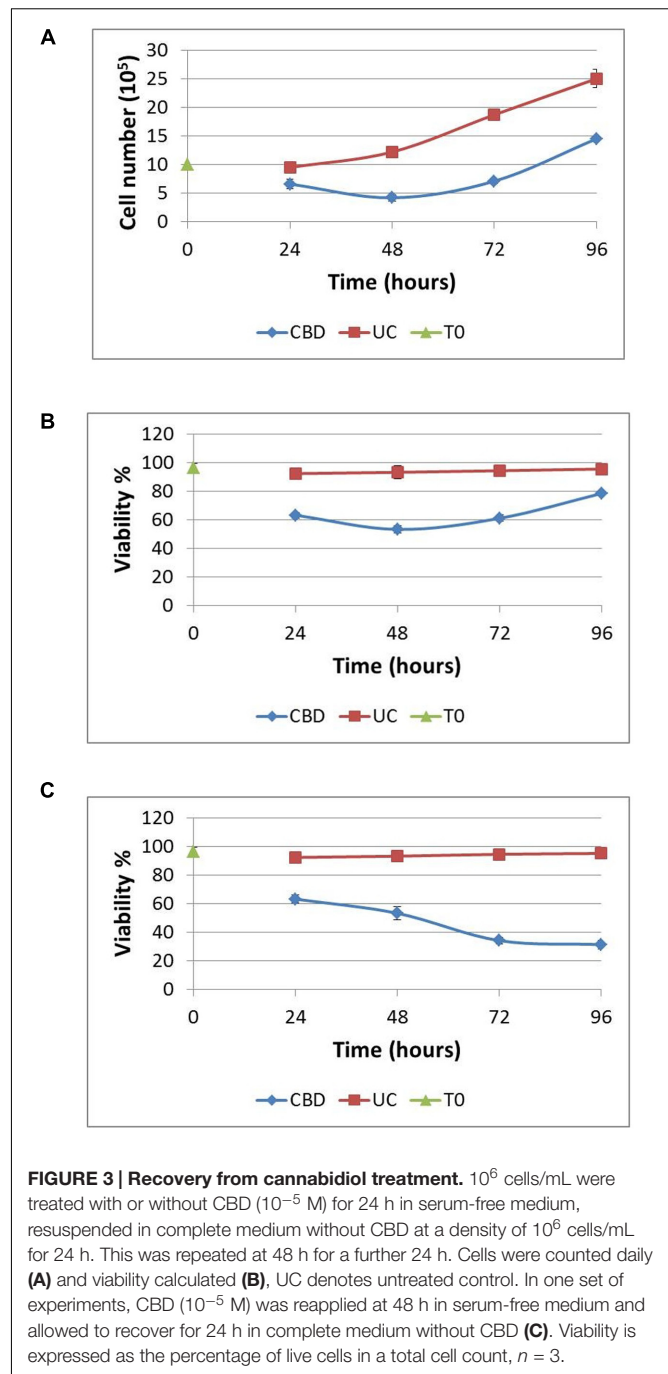 A
Cell number (10⁵)
30
25
20
15
10
5
0
0 24 48 72 96
Time (hours)
CBD UC T0
B
Viability %
120
100
80
60
40
20
0
0 24 48 72 96
Time (hours)
CBD UC T0
C
Viability %
120
100
80
60
40
20
0
0 24 48 72 96
Time (hours)
CBD UC T0
FIGURE 3 | Recovery from cannabidiol treatment. 10⁶ cells/mL were
treated with or without CBD (10⁻⁵ M) for 24 h in serum-free medium,
resuspended in complete medium without CBD at a density of 10⁶ cells/mL
for 24 h. This was repeated at 48 h for a further 24 h. Cells were counted daily
(A) and viability calculated (B), UC denotes untreated control. In one set of
experiments, CBD (10⁻⁵ M) was reapplied at 48 h in serum-free medium and
allowed to recover for 24 h in complete medium without CBD (C). Viability is
expressed as the percentage of live cells in a total cell count, n = 3.